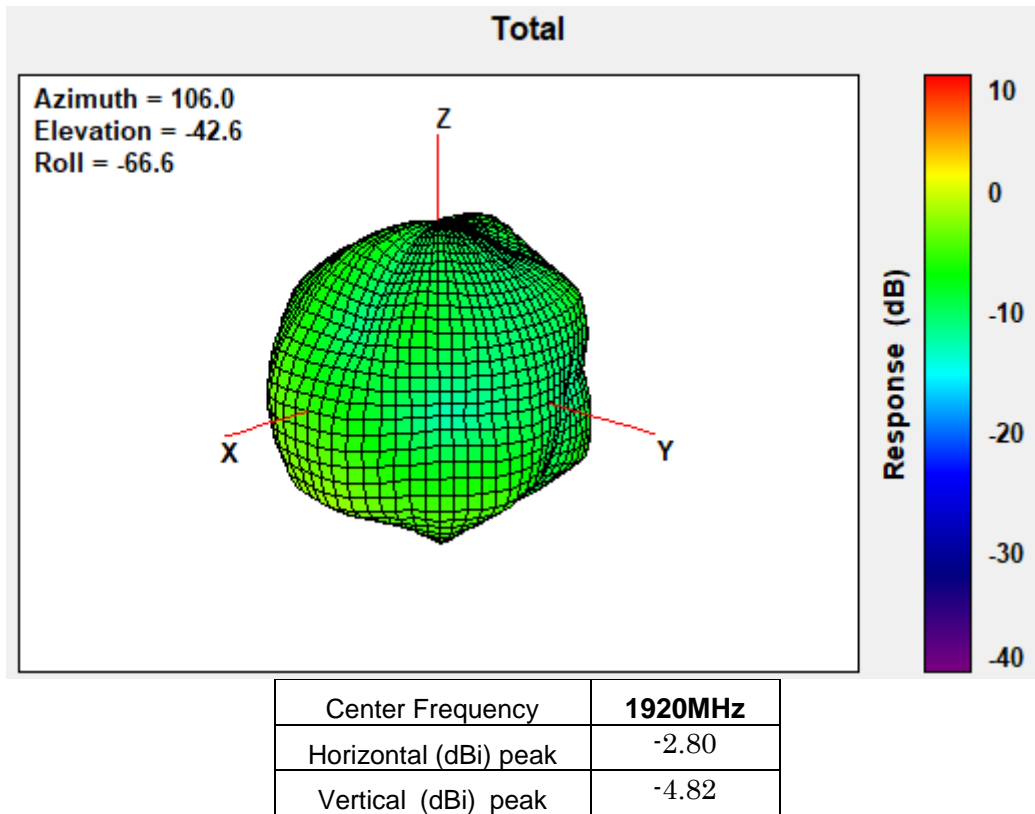 Total
Azimuth = 106.0
Elevation = -42.6
Roll = -66.6
Z
X
Y
Response (dB)
10
0
-10
-20
-30
-40
Center Frequency 1920MHz
Horizontal (dBi) peak -2.80
Vertical (dBi) peak -4.82